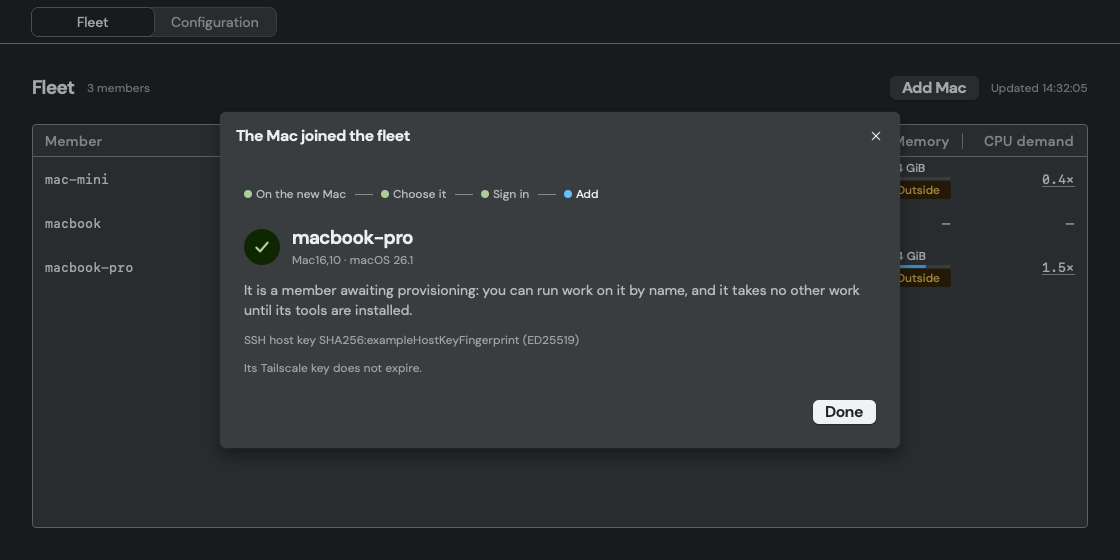 Fleet
Configuration
Fleet
3 members
Add Mac
Updated 14:32:05
Member
Memory
CPU demand
mac-mini
GiB
Outside
0.4×
macbook
—
—
macbook-pro
GiB
Outside
1.5×
The Mac joined the fleet
On the new Mac
Choose it
Sign in
Add
macbook-pro
Mac16,10 · macOS 26.1
It is a member awaiting provisioning: you can run work on it by name, and it takes no other work
until its tools are installed.
SSH host key SHA256:exampleHostKeyFingerprint (ED25519)
Its Tailscale key does not expire.
Done